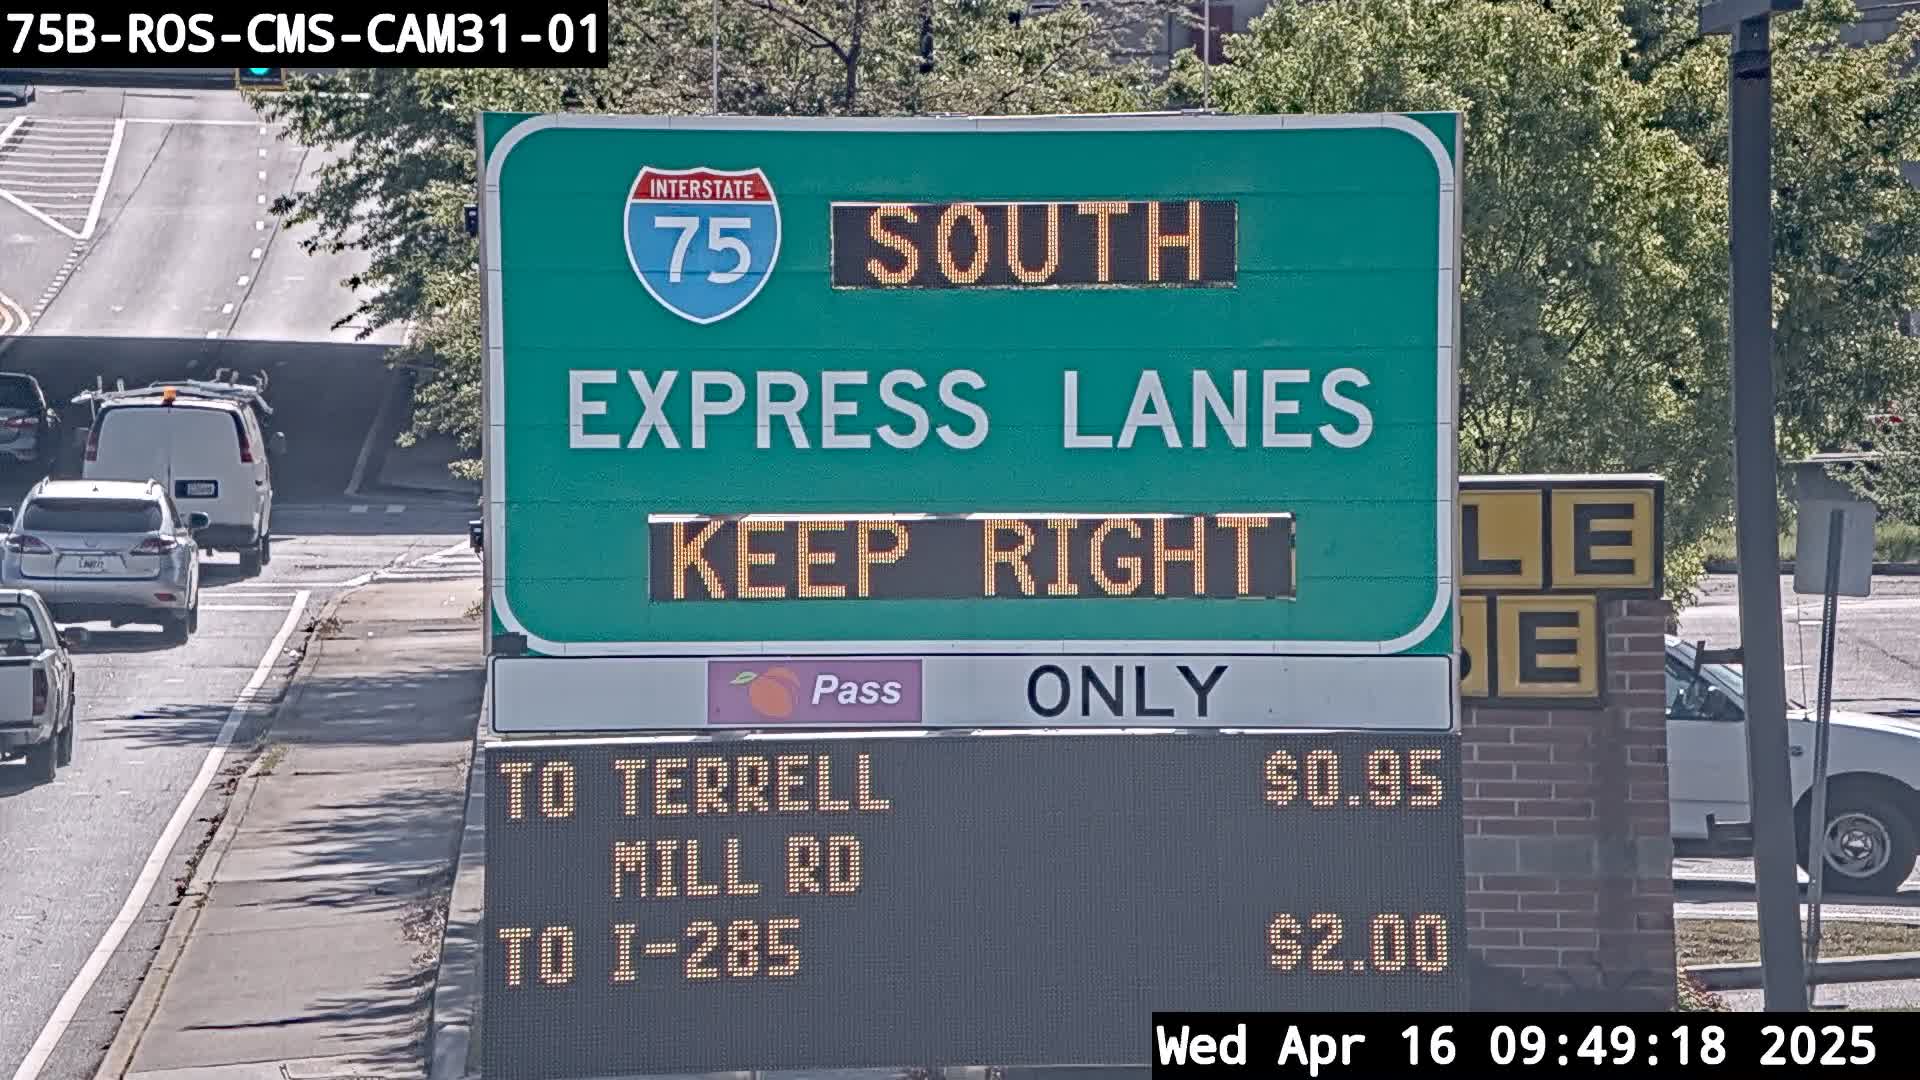 75B-ROS-CMS-CAM31-01
INTERSTATE
75
SOUTH
EXPRESS LANES
KEEP RIGHT
Pass ONLY
TO TERRELL $0.95
MILL RD
TO I-285 $2.00
LE
E
Wed Apr 16 09:49:18 2025